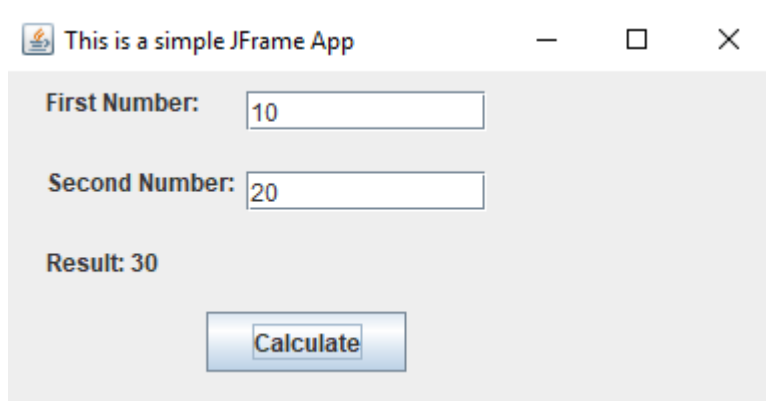 This is a simple JFrame App
First Number: 10
Second Number: 20
Result: 30
Calculate